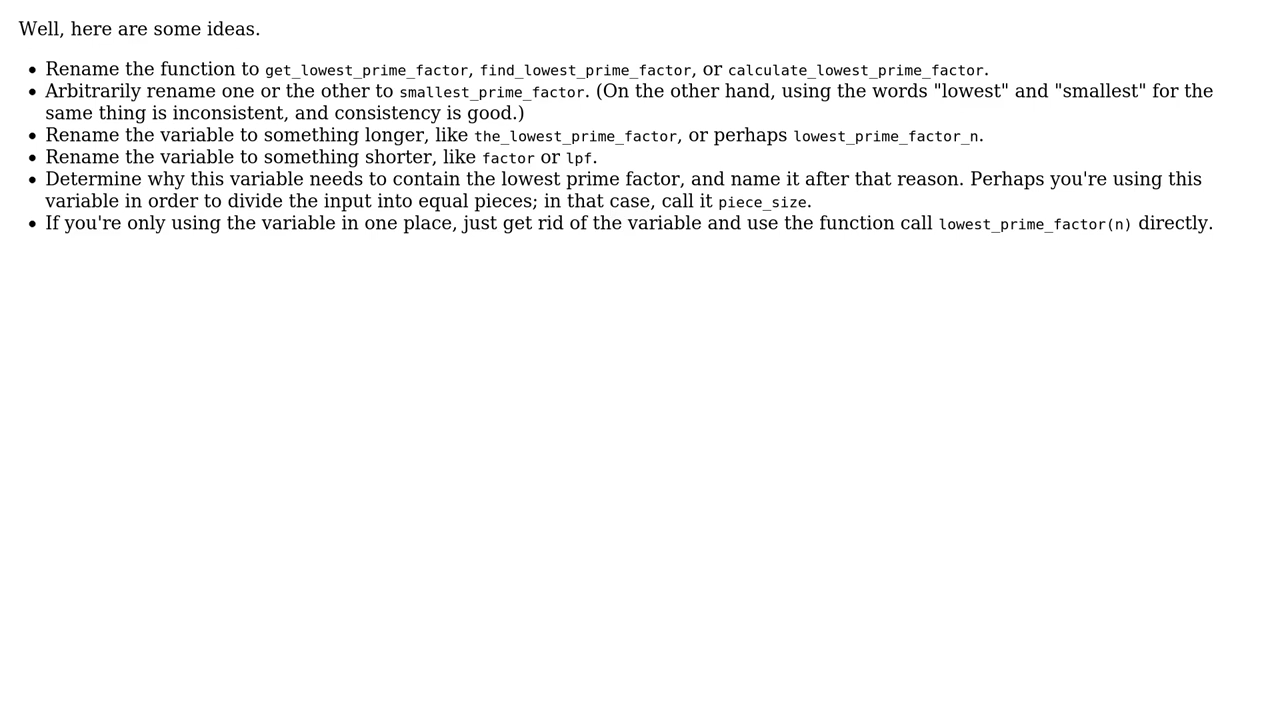 Well, here are some ideas.
• Rename the function to get_lowest_prime_factor, find_lowest_prime_factor, or calculate_lowest_prime_factor.
• Arbitrarily rename one or the other to smallest_prime_factor. (On the other hand, using the words "lowest" and "smallest" for the
same thing is inconsistent, and consistency is good.)
• Rename the variable to something longer, like the_lowest_prime_factor, or perhaps lowest_prime_factor_n.
• Rename the variable to something shorter, like factor or lpf.
• Determine why this variable needs to contain the lowest prime factor, and name it after that reason. Perhaps you're using this
variable in order to divide the input into equal pieces; in that case, call it piece_size.
• If you're only using the variable in one place, just get rid of the variable and use the function call lowest_prime_factor(n) directly.